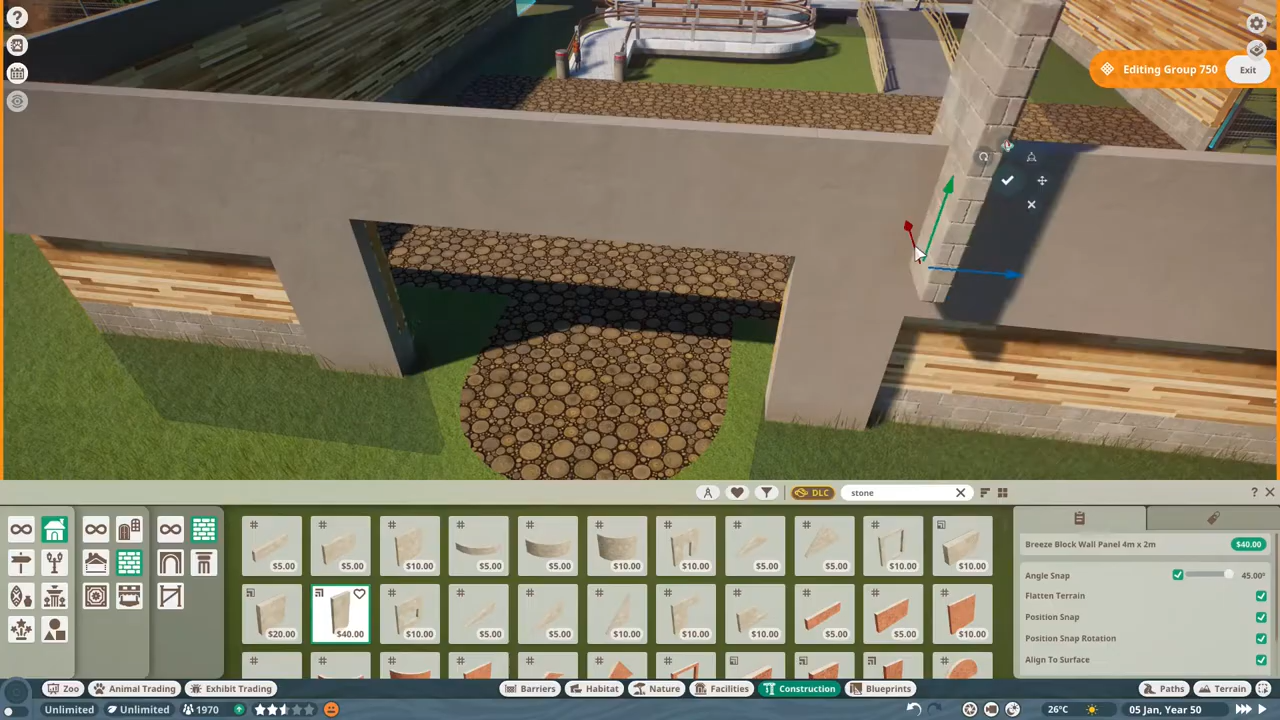 ?
Editing Group 750
Exit
DLC
stone
?
$5.00
$5.00
$10.00
$5.00
$5.00
$10.00
$10.00
$5.00
$5.00
$10.00
$10.00
Breeze Block Wall Panel 4m x 2m
$40.00
Angle Snap
45.00°
Flatten Terrain
Position Snap
Position Snap Rotation
Align To Surface
$20.00
$40.00
$10.00
$5.00
$5.00
$10.00
$10.00
$5.00
$5.00
$5.00
$10.00
Zoo
Animal Trading
Exhibit Trading
Barriers
Habitat
Nature
Facilities
Construction
Blueprints
Paths
Terrain
Unlimited
Unlimited
1970
26°C
05 Jan, Year 50